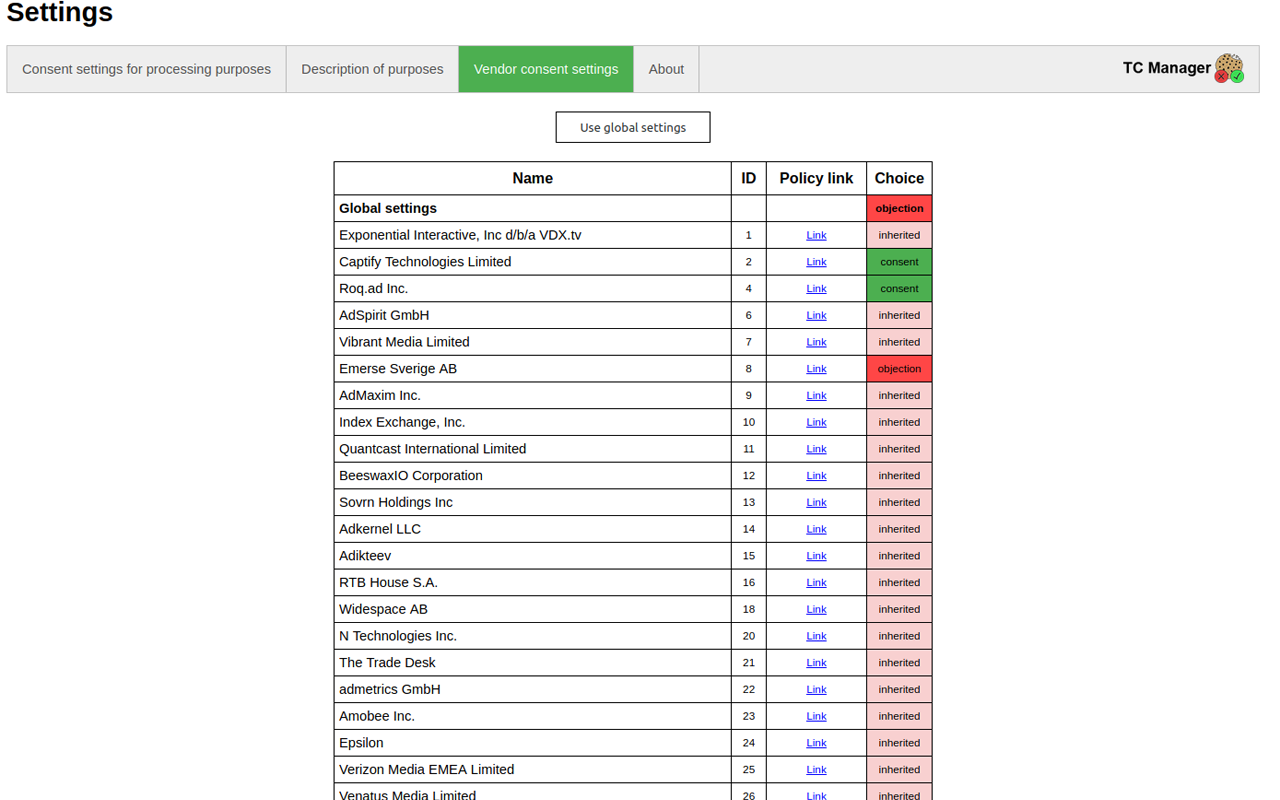 Settings
Consent settings for processing purposes Description of purposes Vendor consent settings About TC Manager
Use global settings
Name ID Policy link Choice
Global settings objection
Exponential Interactive, Inc d/b/a VDX.tv 1 Link inherited
Captify Technologies Limited 2 Link consent
Roq.ad Inc. 4 Link consent
AdSpirit GmbH 6 Link inherited
Vibrant Media Limited 7 Link inherited
Emerse Sverige AB 8 Link objection
AdMaxim Inc. 9 Link inherited
Index Exchange, Inc. 10 Link inherited
Quantcast International Limited 11 Link inherited
BeeswaxIO Corporation 12 Link inherited
Sovrn Holdings Inc 13 Link inherited
Adkernel LLC 14 Link inherited
Adikteev 15 Link inherited
RTB House S.A. 16 Link inherited
Widespace AB 18 Link inherited
N Technologies Inc. 20 Link inherited
The Trade Desk 21 Link inherited
admetrics GmbH 22 Link inherited
Amobee Inc. 23 Link inherited
Epsilon 24 Link inherited
Verizon Media EMEA Limited 25 Link inherited
Venatus Media Limited 26 Link inherited